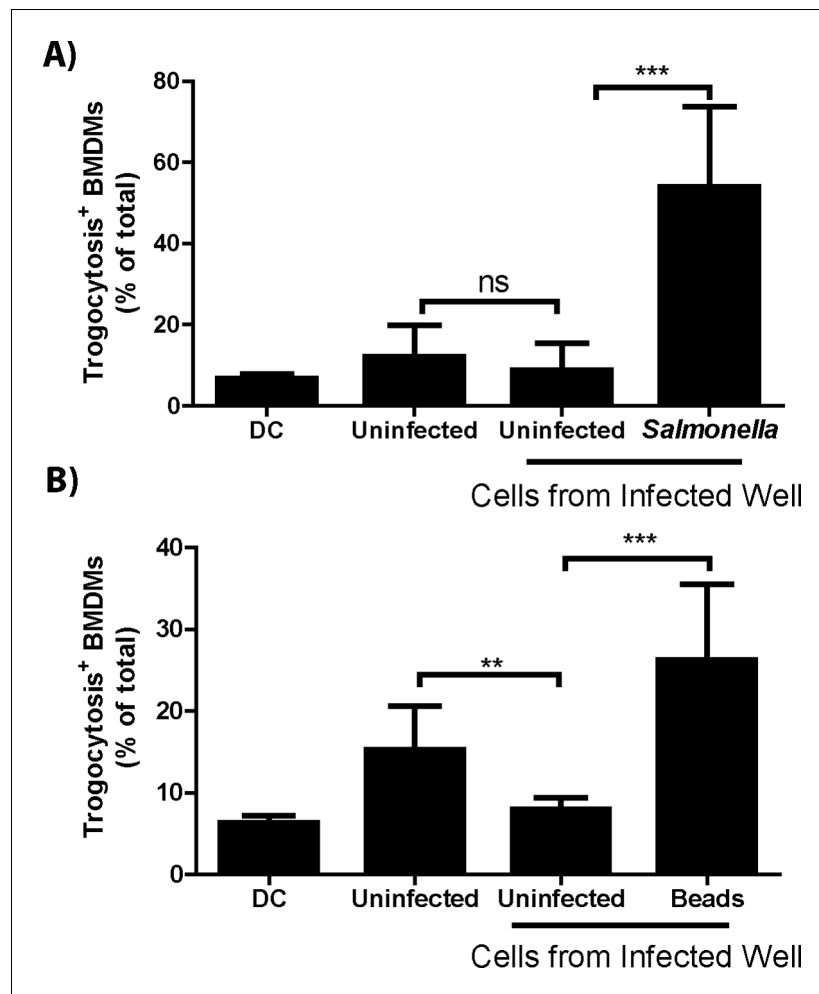 A)
Trogocytosis+ BMDMs
(% of total)
80
60
40
20
0
ns
***
DC Uninfected Uninfected Salmonella
Cells from Infected Well
B)
Trogocytosis+ BMDMs
(% of total)
40
30
20
10
0
**
***
DC Uninfected Uninfected Beads
Cells from Infected Well